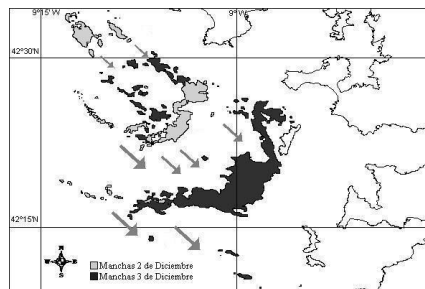 9°15'W
9°W
42°30'N
42°15'N
N
W
E
S
Manchas 2 de Diciembre
Manchas 3 de Diciembre